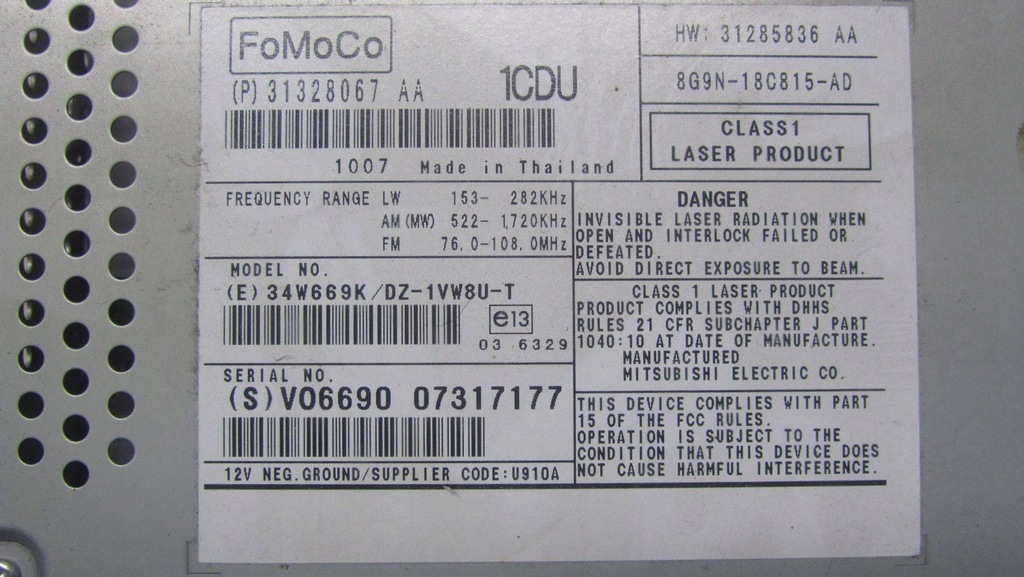 FoMoCo
(P) 31328067 AA
1CDU
1007 Made in Thailand
HW: 31285836 AA
8G9N-18C815-AD
CLASS1
LASER PRODUCT
FREQUENCY RANGE LW 153- 282KHz
AM (MW) 522- 1,720KHz
FM 76.0-108.0MHz
MODEL NO.
(E) 34W669K/DZ-1VW8U-T
e13
03 6329
SERIAL NO.
(S) V06690 07317177
12V NEG.GROUND/SUPPLIER CODE:U910A
DANGER
INVISIBLE LASER RADIATION WHEN
OPEN AND INTERLOCK FAILED OR
DEFEATED.
AVOID DIRECT EXPOSURE TO BEAM.
CLASS 1 LASER PRODUCT
PRODUCT COMPLIES WITH DHHS
RULES 21 CFR SUBCHAPTER J PART
1040:10 AT DATE OF MANUFACTURE.
MANUFACTURED
MITSUBISHI ELECTRIC CO.
THIS DEVICE COMPLIES WITH PART
15 OF THE FCC RULES.
OPERATION IS SUBJECT TO THE
CONDITION THAT THIS DEVICE DOES
NOT CAUSE HARMFUL INTERFERENCE.